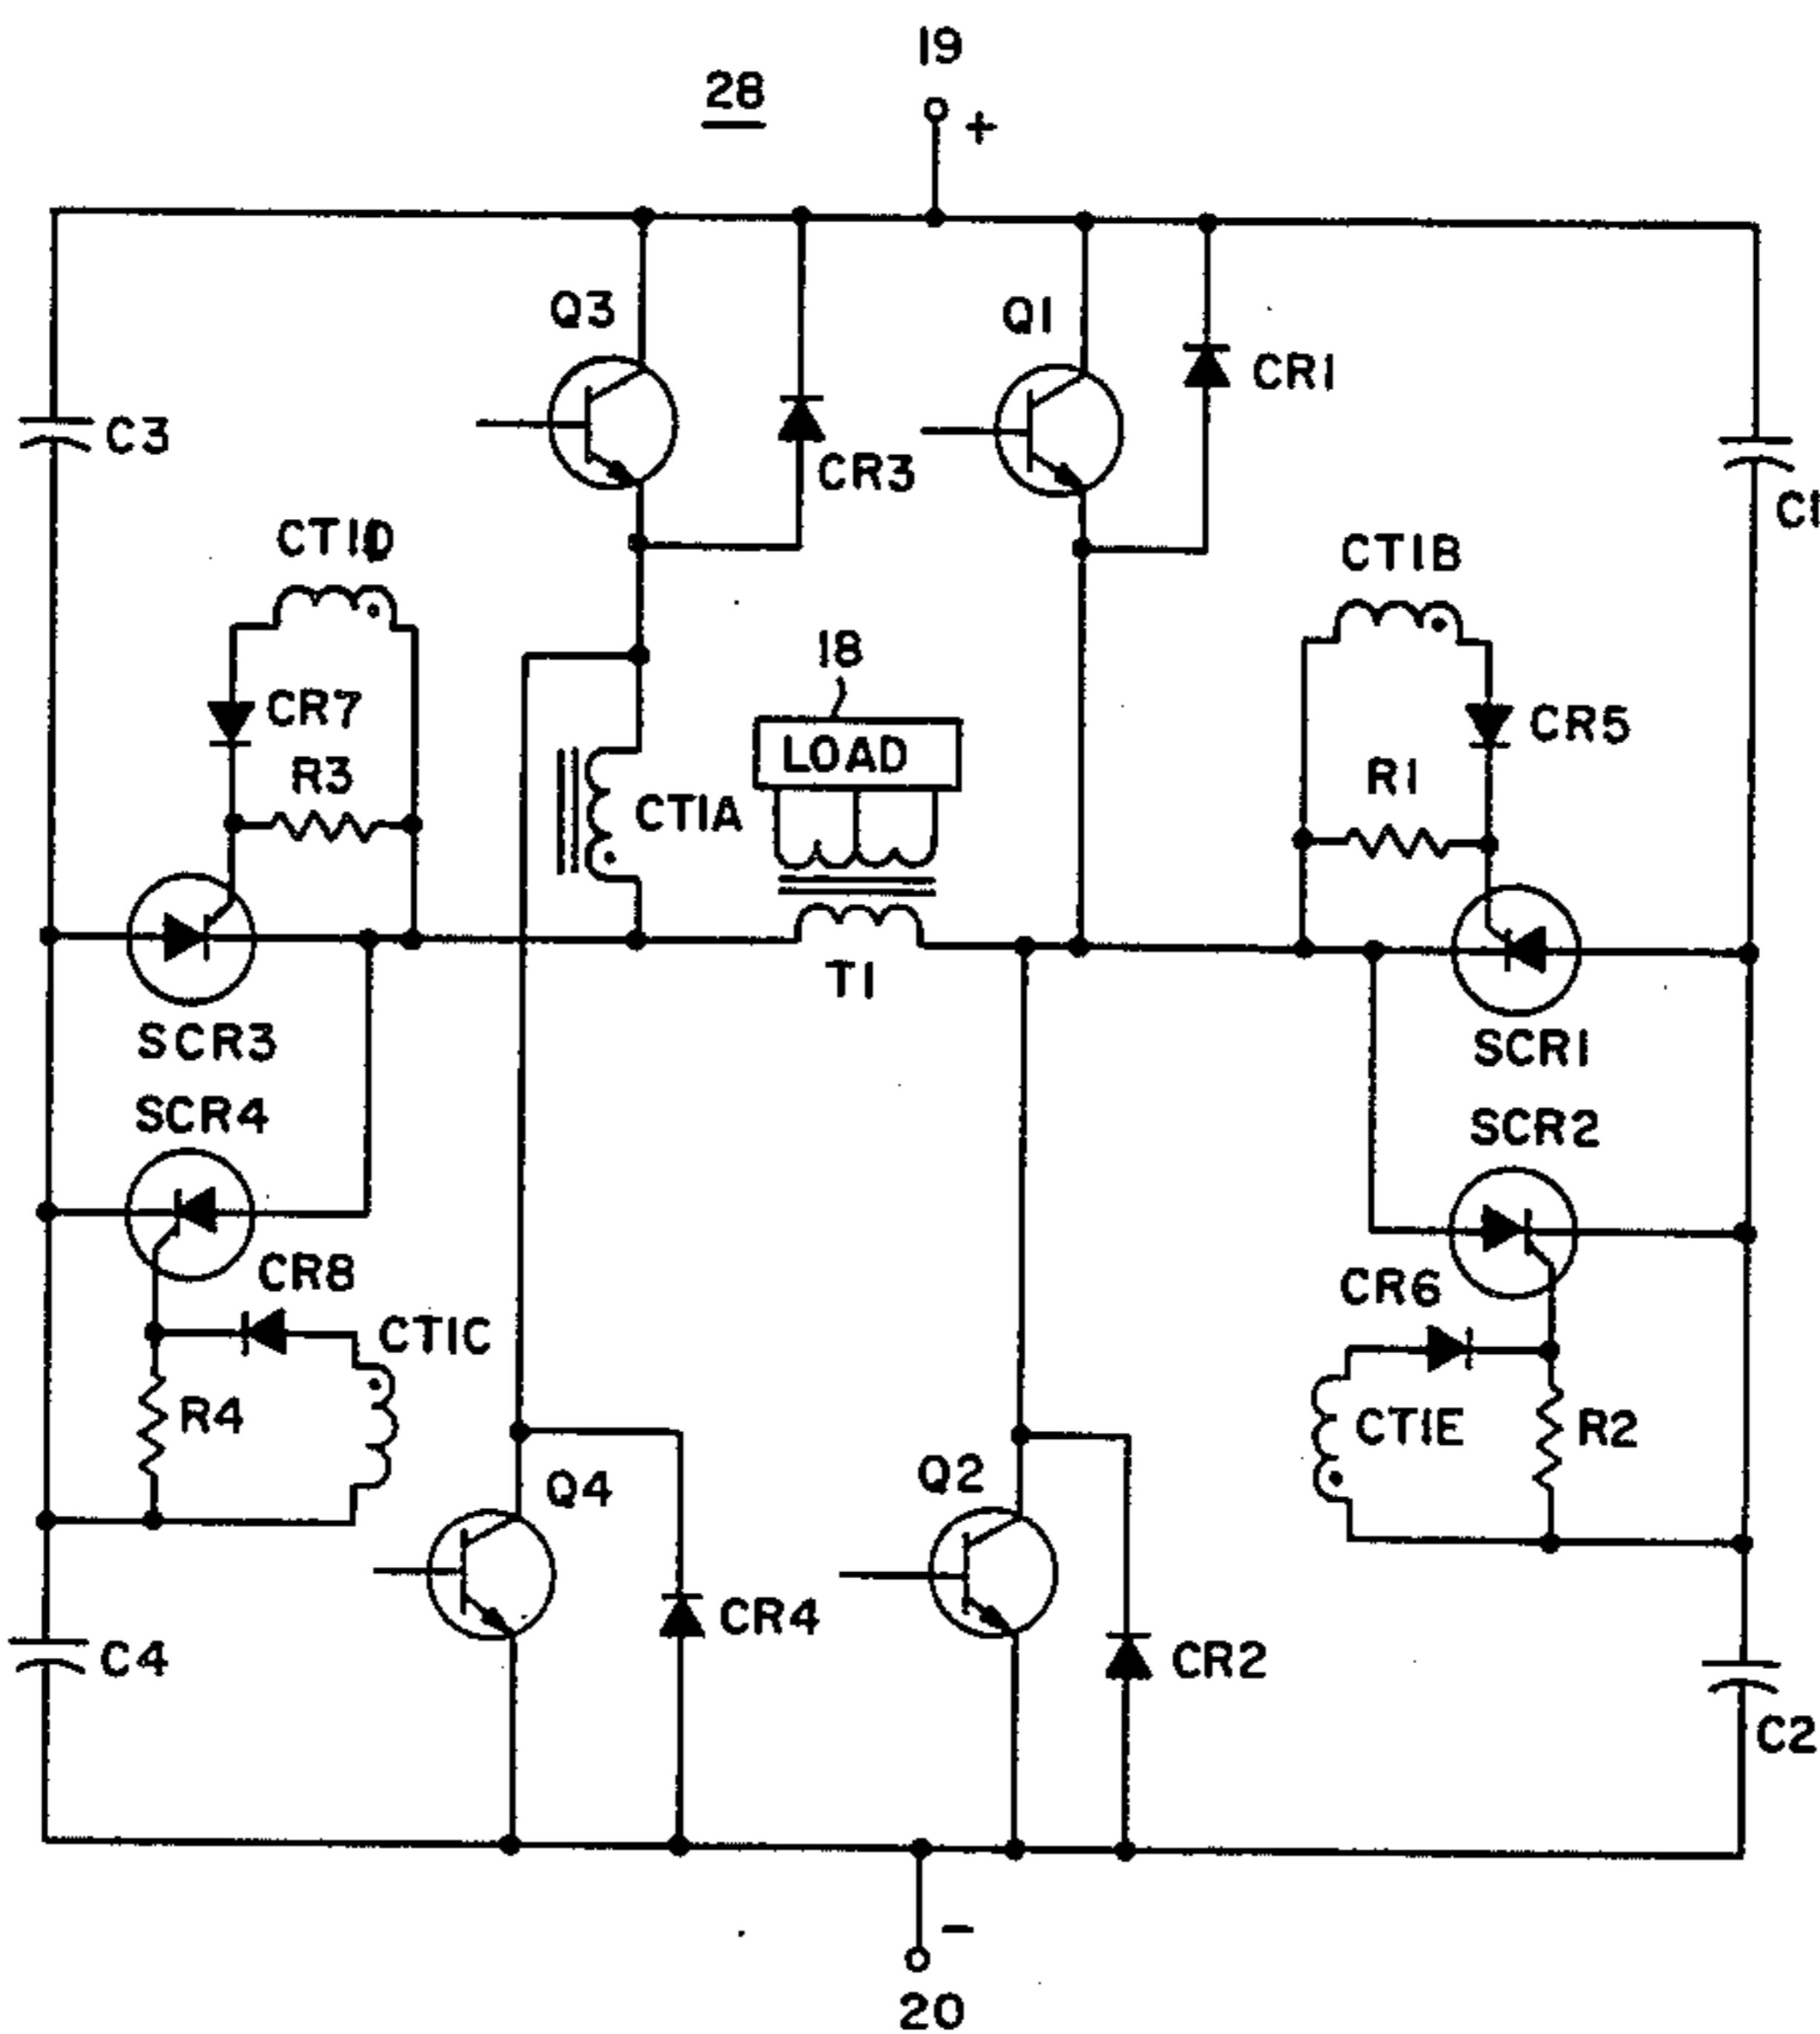 19
28
+
Q3
Q1
CR1
C3
CR3
C1
CT1D
CT1B
18
CR7
CR5
LOAD
R3
R1
CT1A
T1
SCR3
SCR1
SCR4
SCR2
CR8
CR6
CT1C
R4
CT1E
R2
Q4
Q2
CR4
C4
CR2
C2
-
20